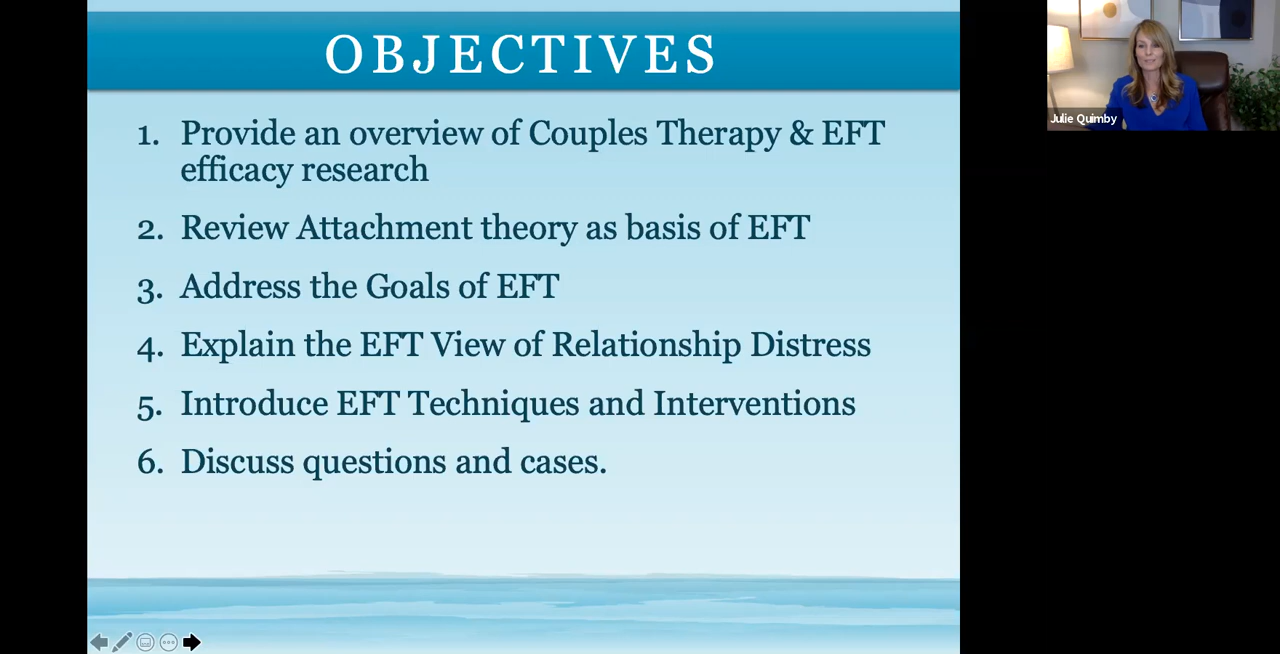 OBJECTIVES
1. Provide an overview of Couples Therapy & EFT
efficacy research
2. Review Attachment theory as basis of EFT
3. Address the Goals of EFT
4. Explain the EFT View of Relationship Distress
5. Introduce EFT Techniques and Interventions
6. Discuss questions and cases.
Julie Quimby